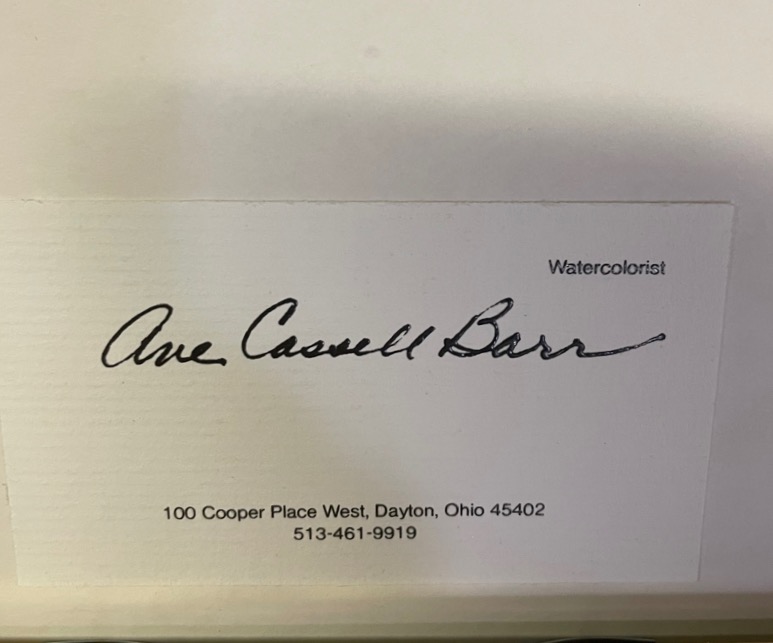 Watercolorist
Ave Cassell Barr
100 Cooper Place West, Dayton, Ohio 45402
513-461-9919